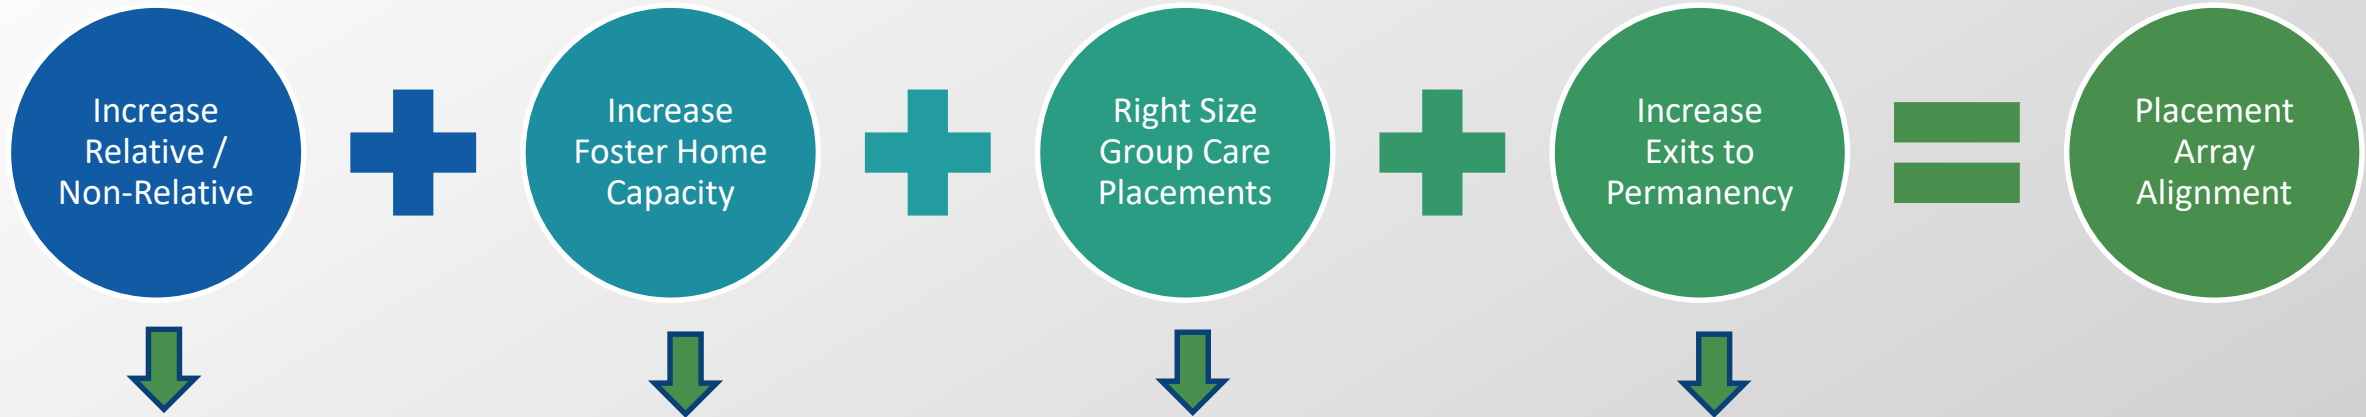 Increase
Relative /
Non-Relative
Increase
Foster Home
Capacity
Right Size
Group Care
Placements
Increase
Exits to
Permanency
Placement
Array
Alignment